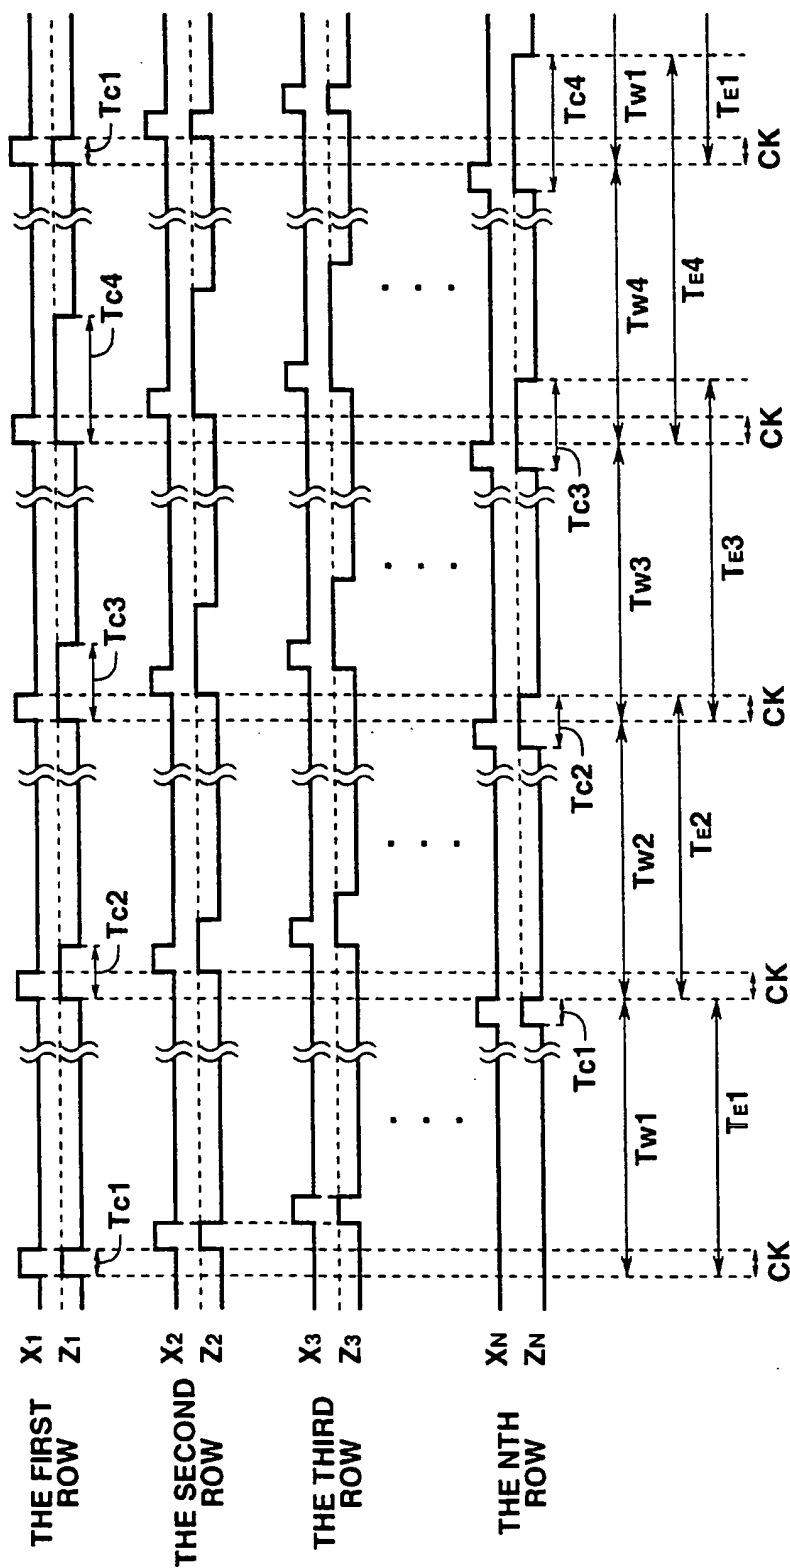 THE FIRST
ROW
X1
Z1
Tc1
Tc2
Tc3
Tc4
Tc1
THE SECOND
ROW
X2
Z2
THE THIRD
ROW
X3
Z3
. . .
. . .
. . .
. . .
THE NTH
ROW
XN
ZN
Tc1
Tc2
Tc3
Tc4
TW1
TW2
TW3
TW4
TW1
TE2
TE4
TE1
TE3
TE1
CK
CK
CK
CK
CK